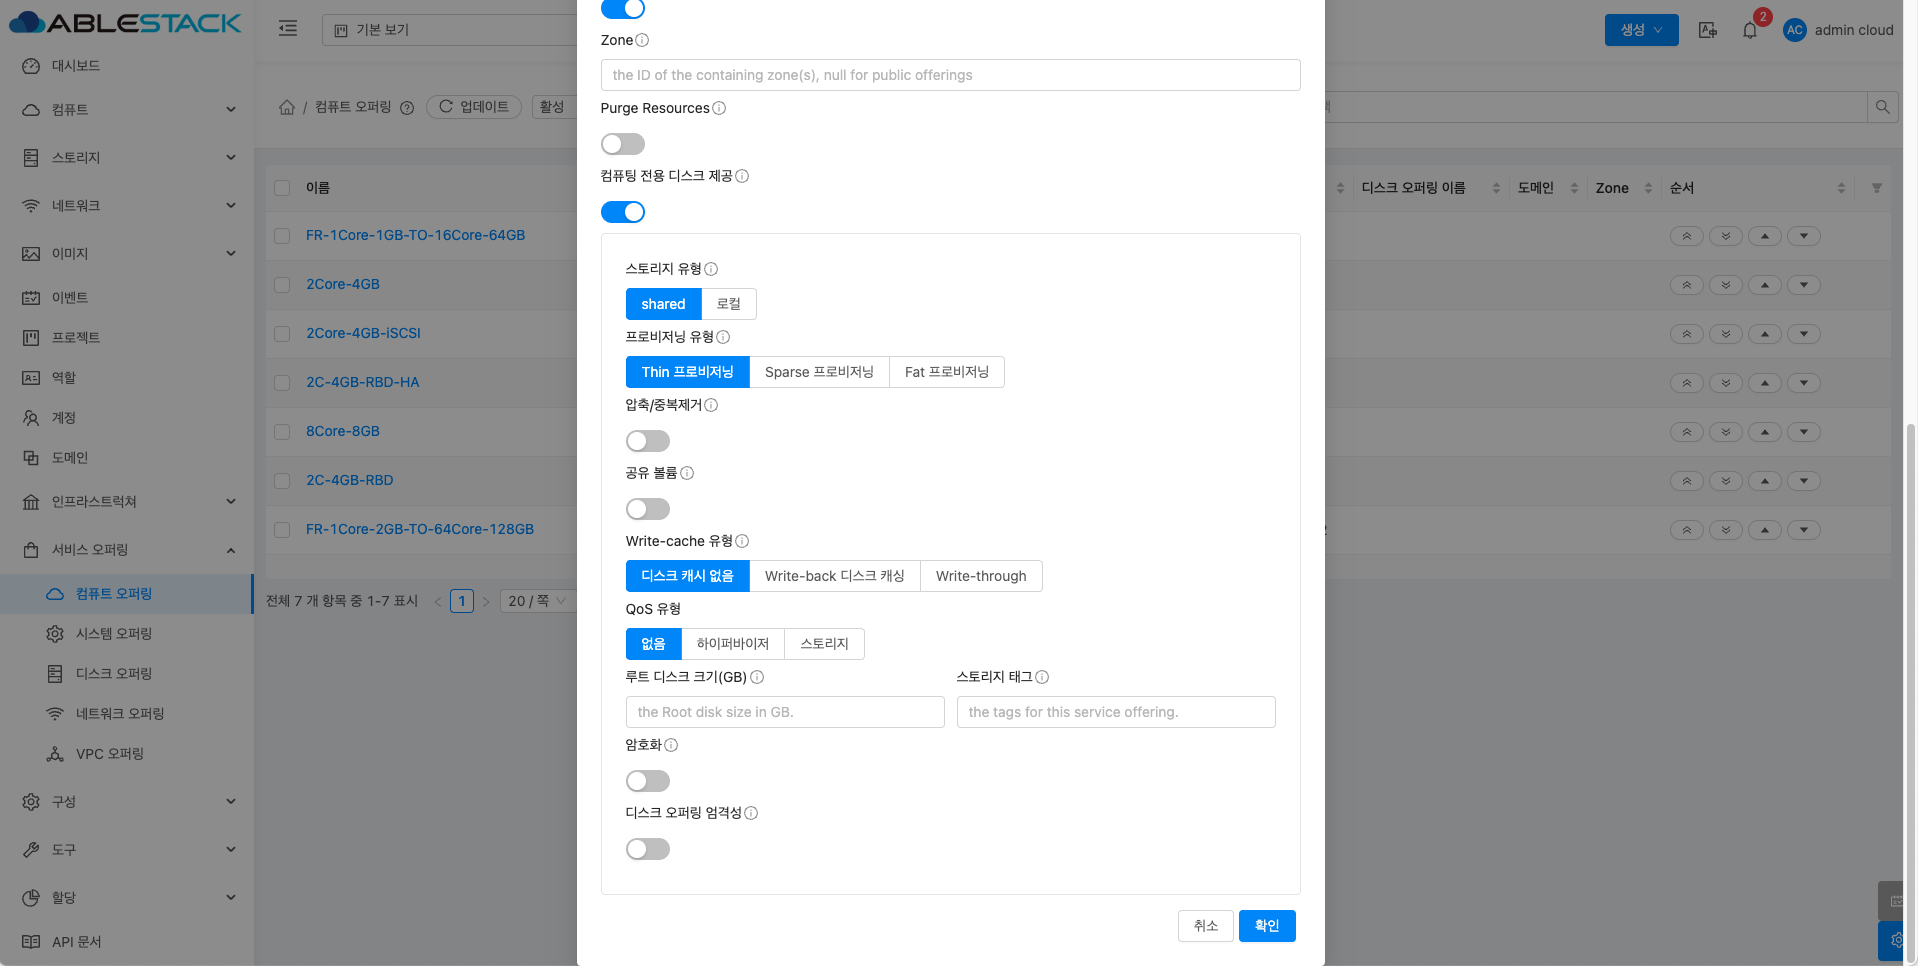 ABLESTACK
기본 보기
생성
2
AC
admin cloud
대시보드
컴퓨트
스토리지
네트워크
이미지
이벤트
프로젝트
역할
계정
도메인
인프라스트럭쳐
서비스 오퍼링
컴퓨트 오퍼링
시스템 오퍼링
디스크 오퍼링
네트워크 오퍼링
VPC 오퍼링
구성
도구
할당
API 문서
/ 컴퓨트 오퍼링
업데이트
활성
이름
디스크 오퍼링 이름
도메인
Zone
순서
FR-1Core-1GB-TO-16Core-64GB
2Core-4GB
2Core-4GB-iSCSI
2C-4GB-RBD-HA
8Core-8GB
2C-4GB-RBD
FR-1Core-2GB-TO-64Core-128GB
전체 7 개 항목 중 1-7 표시
1
20 / 쪽
Zone
the ID of the containing zone(s), null for public offerings
Purge Resources
컴퓨팅 전용 디스크 제공
스토리지 유형
shared 로컬
프로비저닝 유형
Thin 프로비저닝 Sparse 프로비저닝 Fat 프로비저닝
압축/중복제거
공유 볼륨
Write-cache 유형
디스크 캐시 없음 Write-back 디스크 캐싱 Write-through
QoS 유형
없음 하이퍼바이저 스토리지
루트 디스크 크기(GB) 스토리지 태그
the Root disk size in GB. the tags for this service offering.
암호화
디스크 오퍼링 엄격성
취소 확인